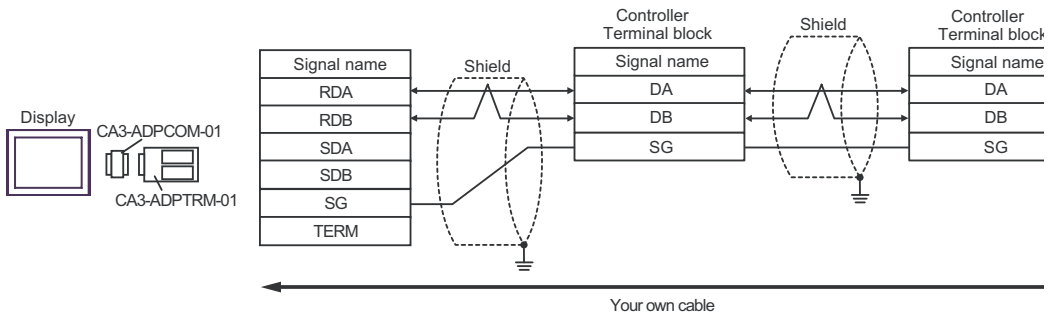 Display
CA3-ADPCOM-01
CA3-ADPTRM-01
Signal name
RDA
RDB
SDA
SDB
SG
TERM
Shield
Controller
Terminal block
Signal name
DA
DB
SG
Shield
Controller
Terminal block
Signal name
DA
DB
SG
Your own cable